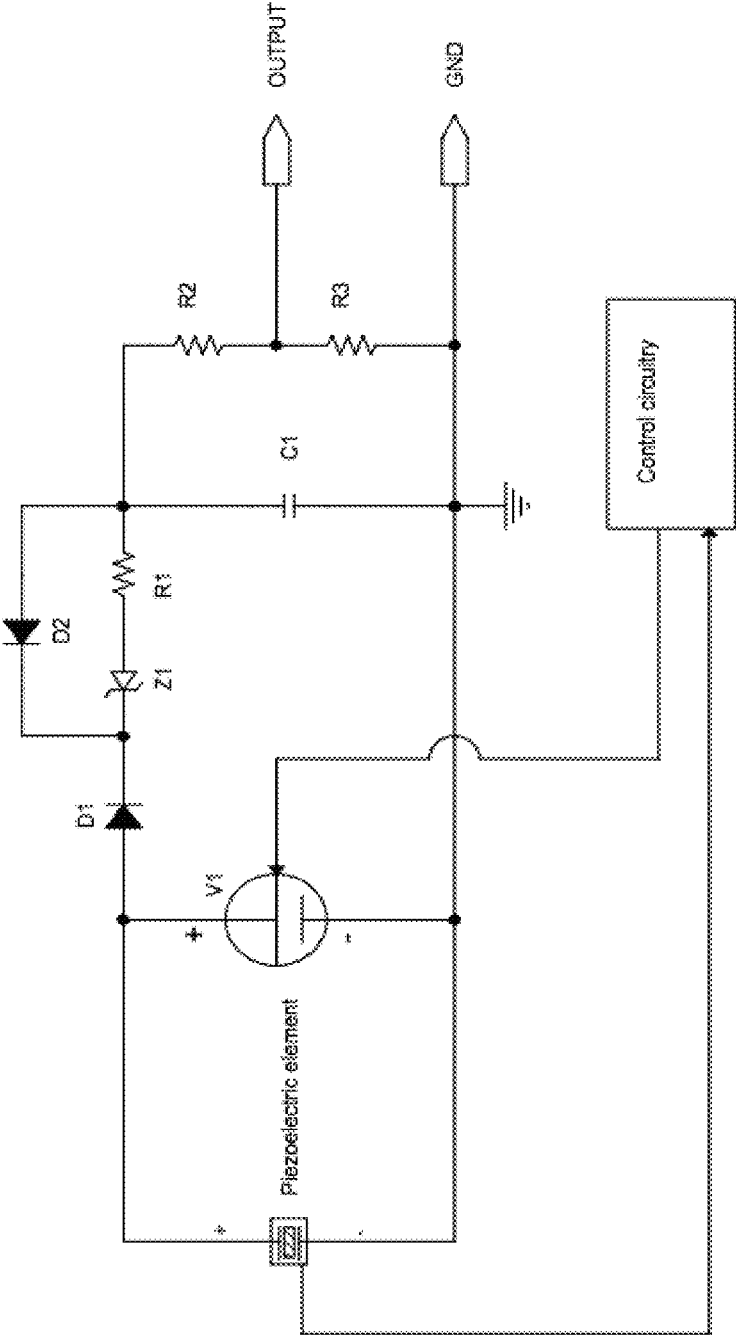 Piezoelectric element
+
-
V1
+
-
D1
D2
Z1
R1
C1
R2
R3
OUTPUT
GND
Control circuitry